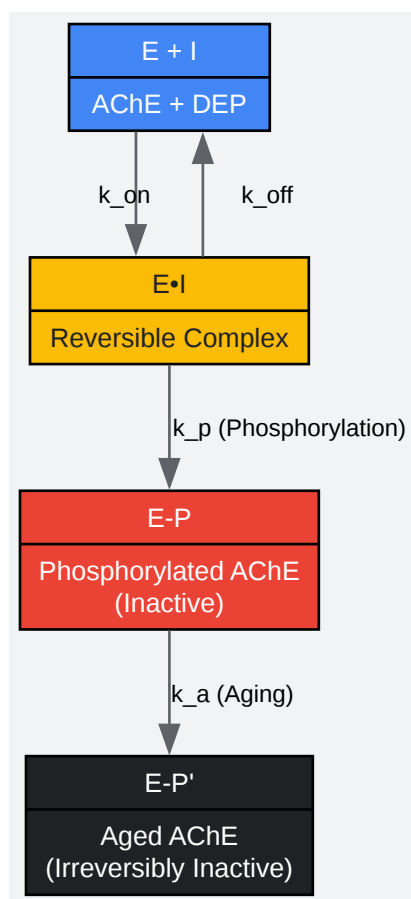 E + I
AChE + DEP
k_on
k_off
E•I
Reversible Complex
k_p (Phosphorylation)
E-P
Phosphorylated AChE
(Inactive)
k_a (Aging)
E-P'
Aged AChE
(Irreversibly Inactive)